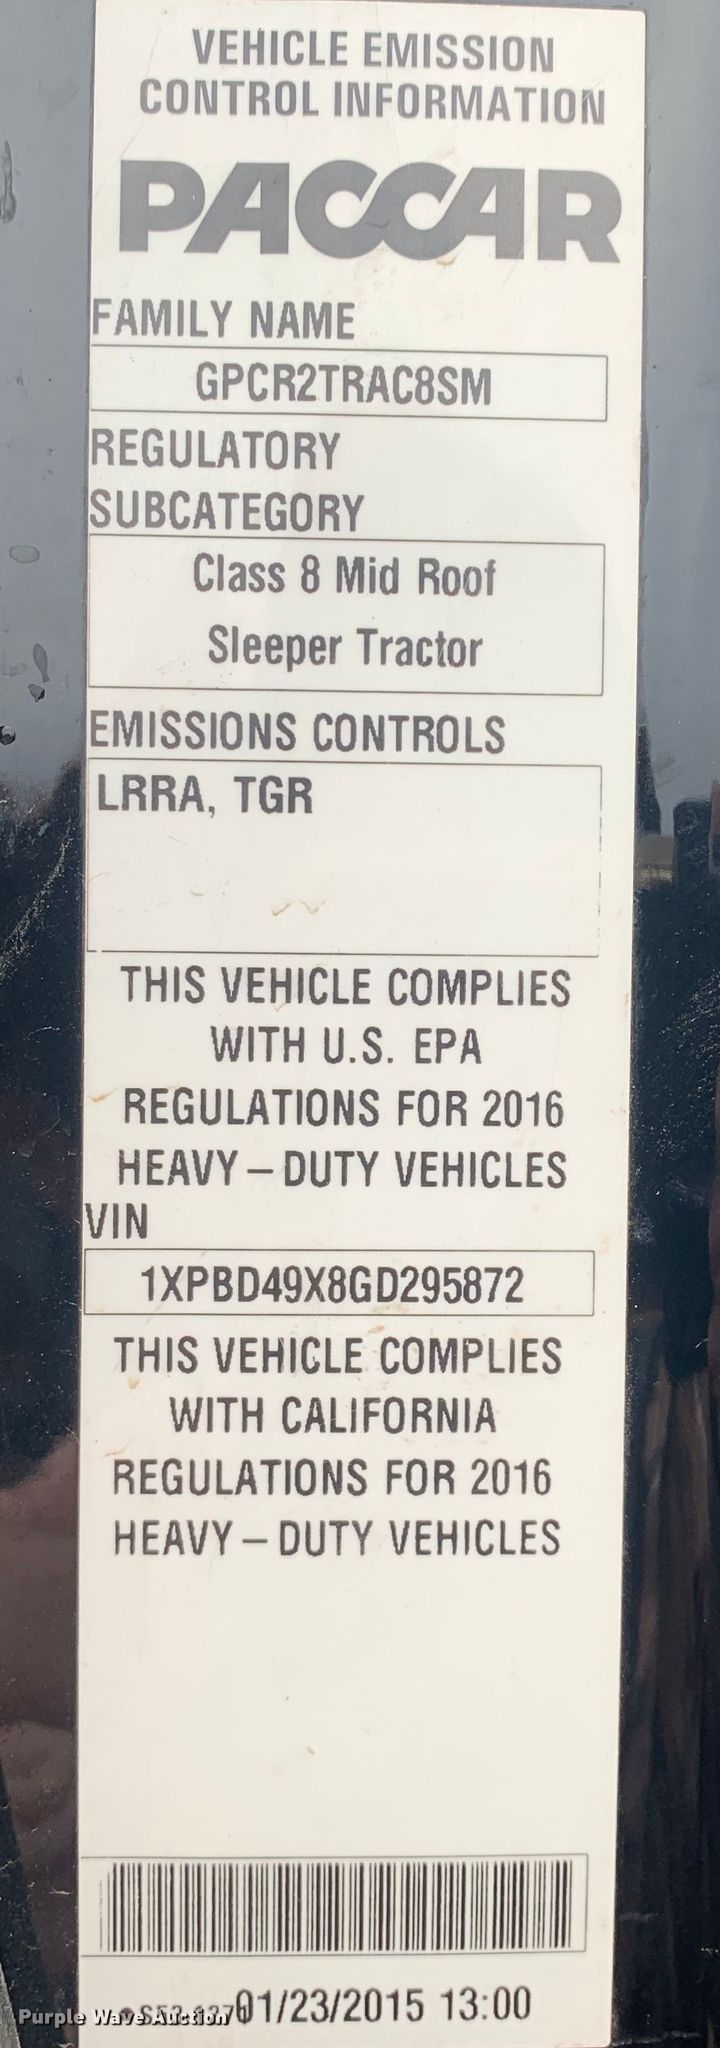 VEHICLE EMISSION
CONTROL INFORMATION
PACCAR
FAMILY NAME
GPCR2TRAC8SM
REGULATORY
SUBCATEGORY
Class 8 Mid Roof
Sleeper Tractor
EMISSIONS CONTROLS
LRRA, TGR
THIS VEHICLE COMPLIES
WITH U.S. EPA
REGULATIONS FOR 2016
HEAVY – DUTY VEHICLES
VIN
1XPBD49X8GD295872
THIS VEHICLE COMPLIES
WITH CALIFORNIA
REGULATIONS FOR 2016
HEAVY – DUTY VEHICLES
01/23/2015 13:00
Purple Wave Auction